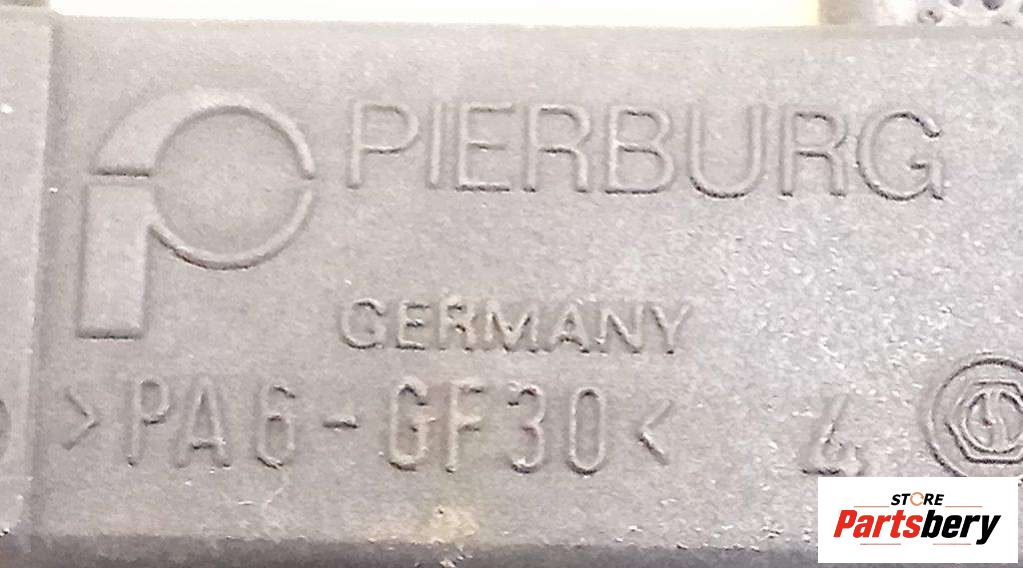 PIERBURG
GERMANY
>PA6-GF30< 4
STORE
Partsbery